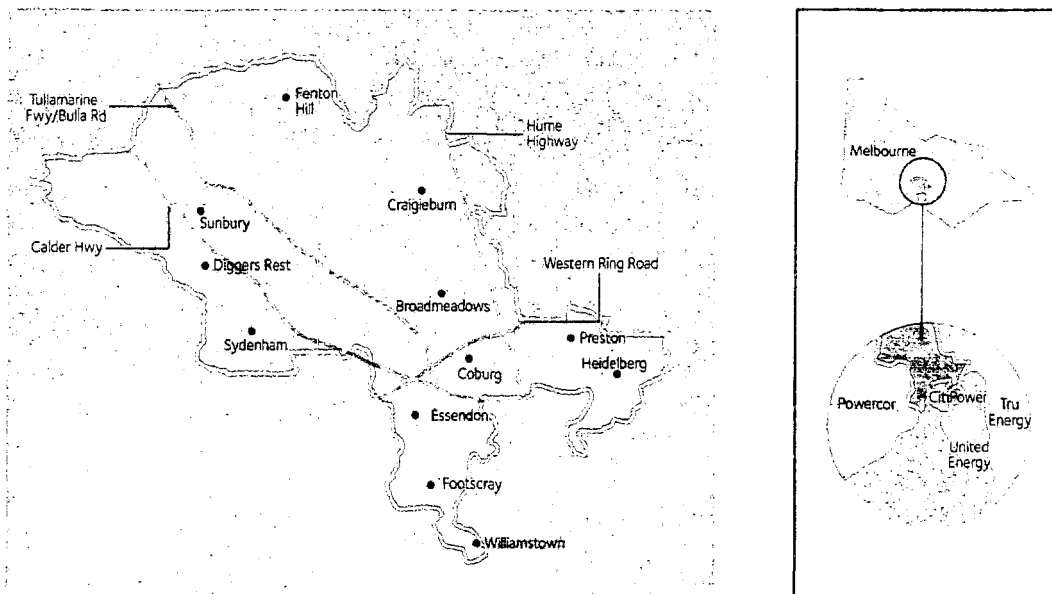 Tullamarine
Fwy/Bulla Rd
Fenton
Hill
Hume
Highway
Craigieburn
Sunbury
Calder Hwy
Diggers Rest
Western Ring Road
Broadmeadows
Sydenham
Preston
Heidelberg
Coburg
Essendon
Footscray
Williamstown
Melbourne
Powercor
CitiPower
Tru
Energy
United
Energy